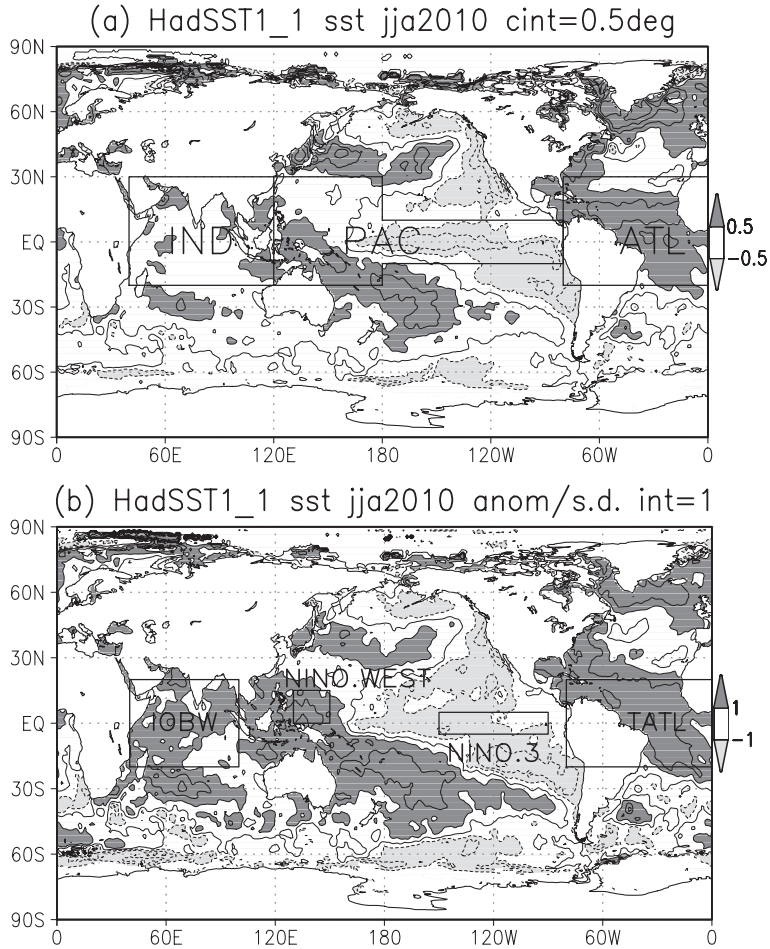 (a) HadSST1_1 sst jja2010 cint=0.5deg
90N
60N
30N
EQ
30S
60S
90S
IND
PAC
ATL
0.5
-0.5
0
60E
120E
180
120W
60W
0
(b) HadSST1_1 sst jja2010 anom/s.d. int=1
90N
60N
30N
EQ
30S
60S
90S
NINO.WEST
IOBW
TATL
NINO.3
1
-1
0
60E
120E
180
120W
60W
0